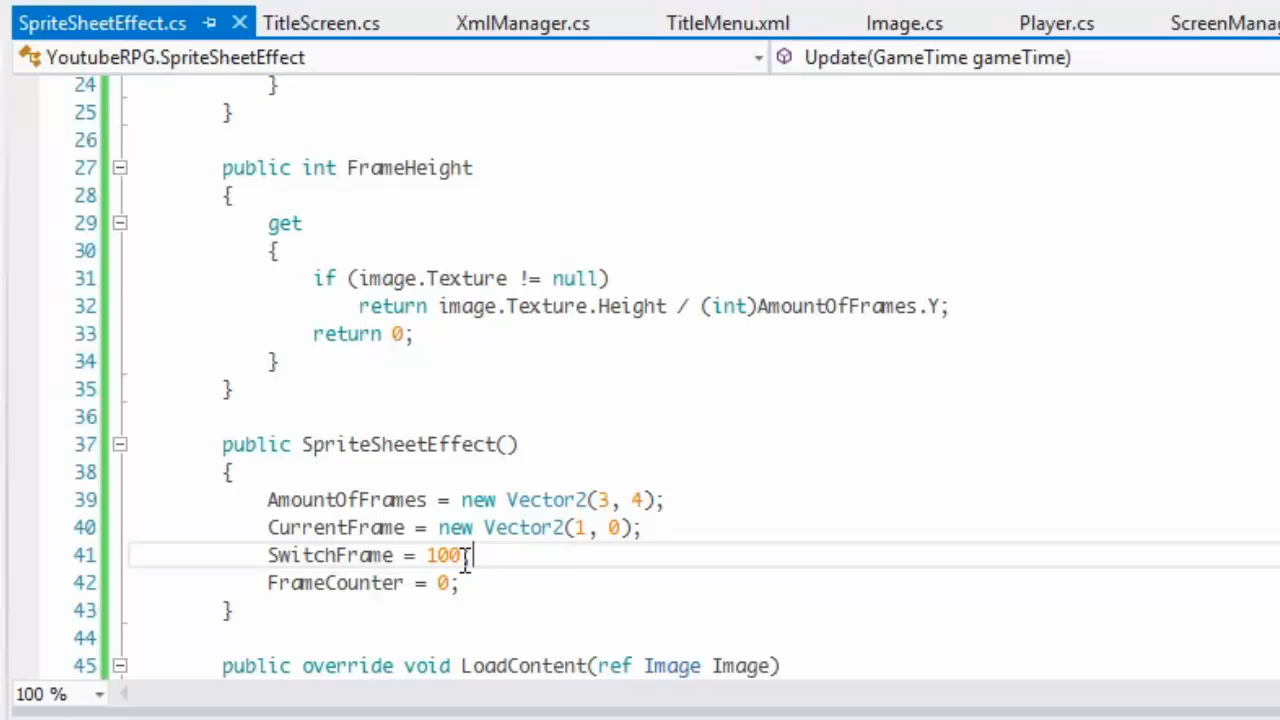 SpriteSheetEffect.cs TitleScreen.cs XmlManager.cs TitleMenu.xml Image.cs Player.cs ScreenManag
YoutubeRPG.SpriteSheetEffect Update(GameTime gameTime)
24 }
25 }
26
27 public int FrameHeight
28 {
29 get
30 {
31 if (image.Texture != null)
32 return image.Texture.Height / (int)AmountOfFrames.Y;
33 return 0;
34 }
35 }
36
37 public SpriteSheetEffect()
38 {
39 AmountOfFrames = new Vector2(3, 4);
40 CurrentFrame = new Vector2(1, 0);
41 SwitchFrame = 100;
42 FrameCounter = 0;
43 }
44
45 public override void LoadContent(ref Image Image)
100 %